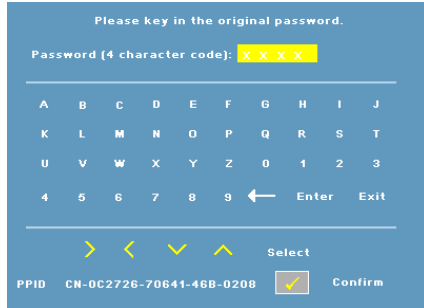 Please key in the original password.
Password (4 character code): X X X X
A B C D E F G H I J
K L M N O P Q R S T
U V W X Y Z 0 1 2 3
4 5 6 7 8 9 Enter Exit
Select
PPID CN-0C2726-70641-46B-0208 Confirm